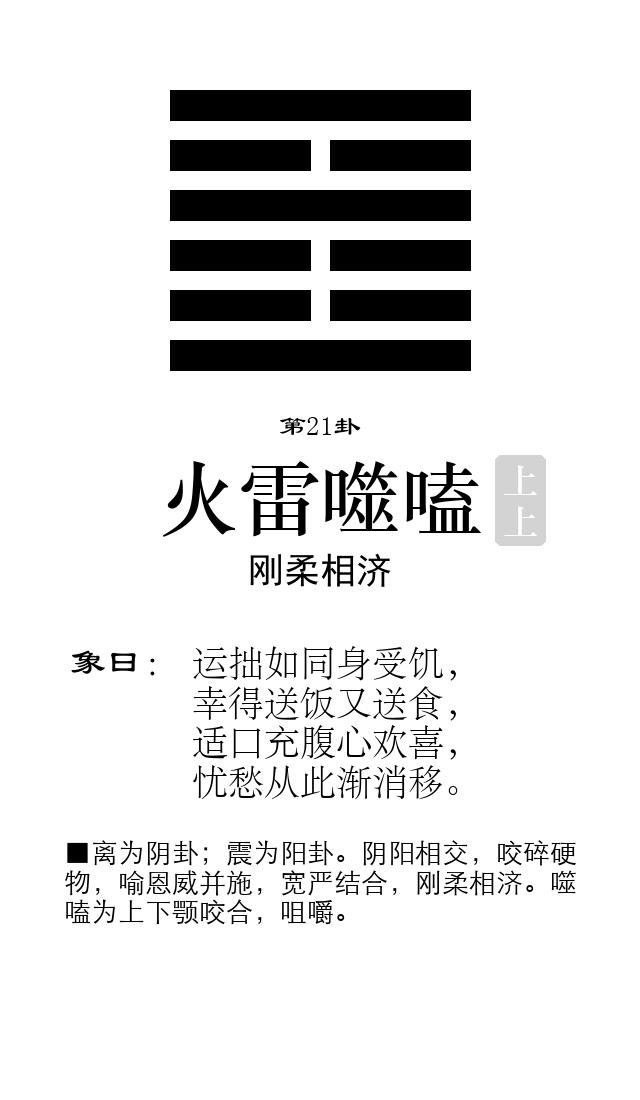 第21卦
火雷噬嗑
上上
刚柔相济
象曰：运拙如同身受饥，
幸得送饭又送食，
适口充腹心欢喜，
忧愁从此渐消移。
■离为阴卦；震为阳卦。阴阳相交，咬碎硬
物，喻恩威并施，宽严结合，刚柔相济。噬
嗑为上下颚咬合，咀嚼。